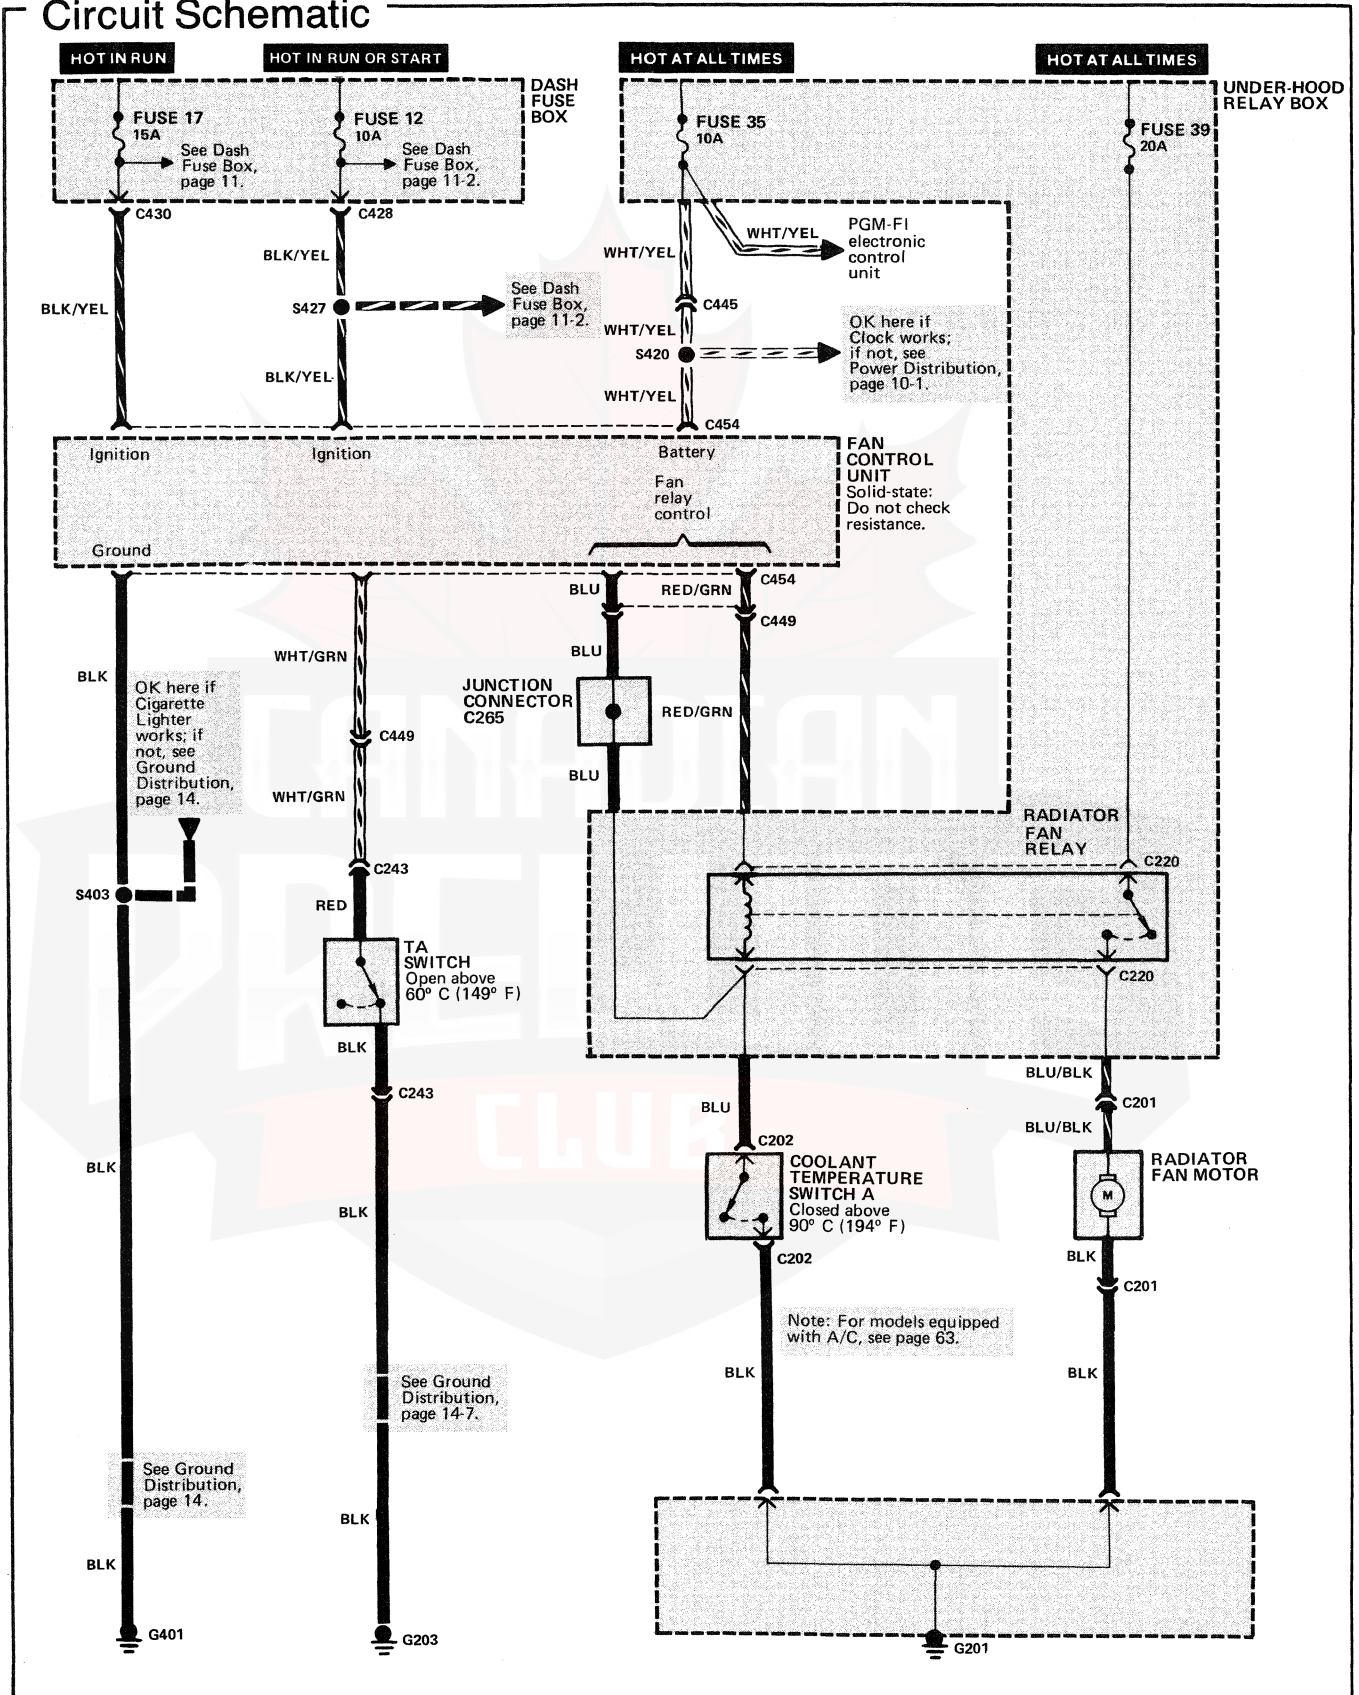 Circuit Schematic
HOT IN RUN
HOT IN RUN OR START
HOT AT ALL TIMES
HOT AT ALL TIMES
DASH
FUSE
BOX
UNDER-HOOD
RELAY BOX
FUSE 17
15A
See Dash
Fuse Box,
page 11.
FUSE 12
10A
See Dash
Fuse Box,
page 11-2.
FUSE 35
10A
FUSE 39
20A
C430
C428
BLK/YEL
BLK/YEL
S427
See Dash
Fuse Box,
page 11-2.
BLK/YEL
WHT/YEL
WHT/YEL
PGM-FI
electronic
control
unit
C445
WHT/YEL
S420
OK here if
Clock works;
if not, see
Power Distribution,
page 10-1.
WHT/YEL
C454
Ignition
Ignition
Battery
Fan
relay
control
Ground
FAN
CONTROL
UNIT
Solid-state:
Do not check
resistance.
BLU
RED/GRN
C454
C449
BLK
WHT/GRN
BLU
JUNCTION
CONNECTOR
C265
RED/GRN
OK here if
Cigarette
Lighter
works; if
not, see
Ground
Distribution,
page 14.
C449
WHT/GRN
BLU
CANADIAN
PRELUDE
CLUB
RADIATOR
FAN
RELAY
C243
C220
S403
RED
TA
SWITCH
Open above
60º C (149º F)
C220
BLK
C243
BLU/BLK
C201
BLU
BLU/BLK
C202
COOLANT
TEMPERATURE
SWITCH A
Closed above
90º C (194º F)
RADIATOR
FAN MOTOR
M
BLK
BLK
C202
BLK
C201
Note: For models equipped
with A/C, see page 63.
BLK
BLK
See Ground
Distribution,
page 14-7.
See Ground
Distribution,
page 14.
BLK
BLK
G401
G203
G201